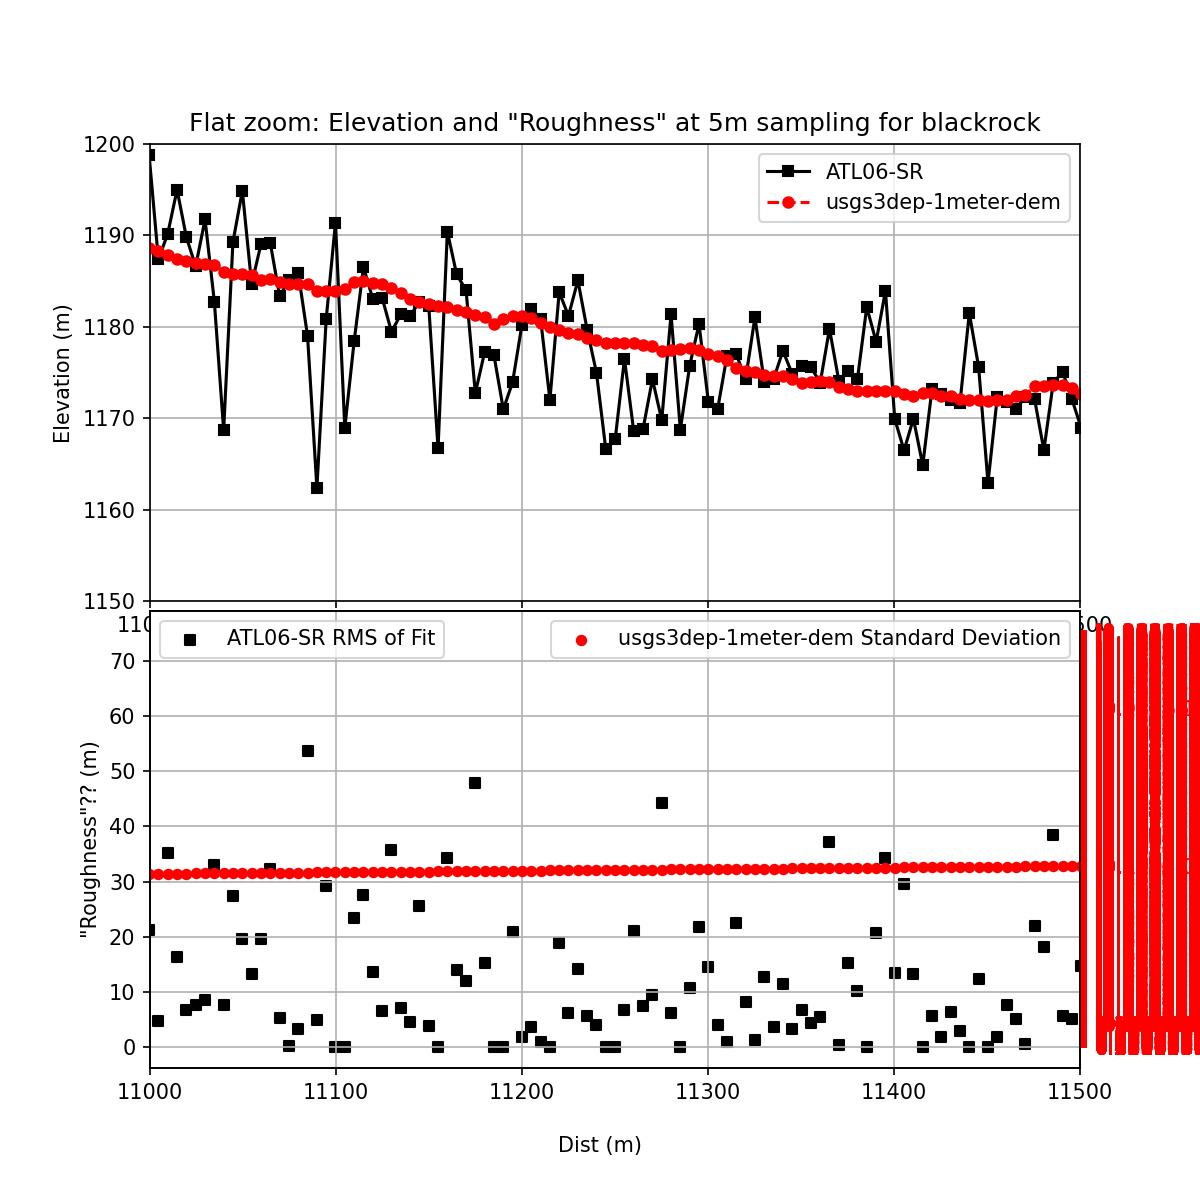 Flat zoom: Elevation and "Roughness" at 5m sampling for blackrock
1200
1190
1180
1170
1160
1150
Elevation (m)
ATL06-SR
usgs3dep-1meter-dem
110
500
ATL06-SR RMS of Fit
usgs3dep-1meter-dem Standard Deviation
70
60
50
40
30
20
10
0
"Roughness"?? (m)
11000 11100 11200 11300 11400 11500
Dist (m)